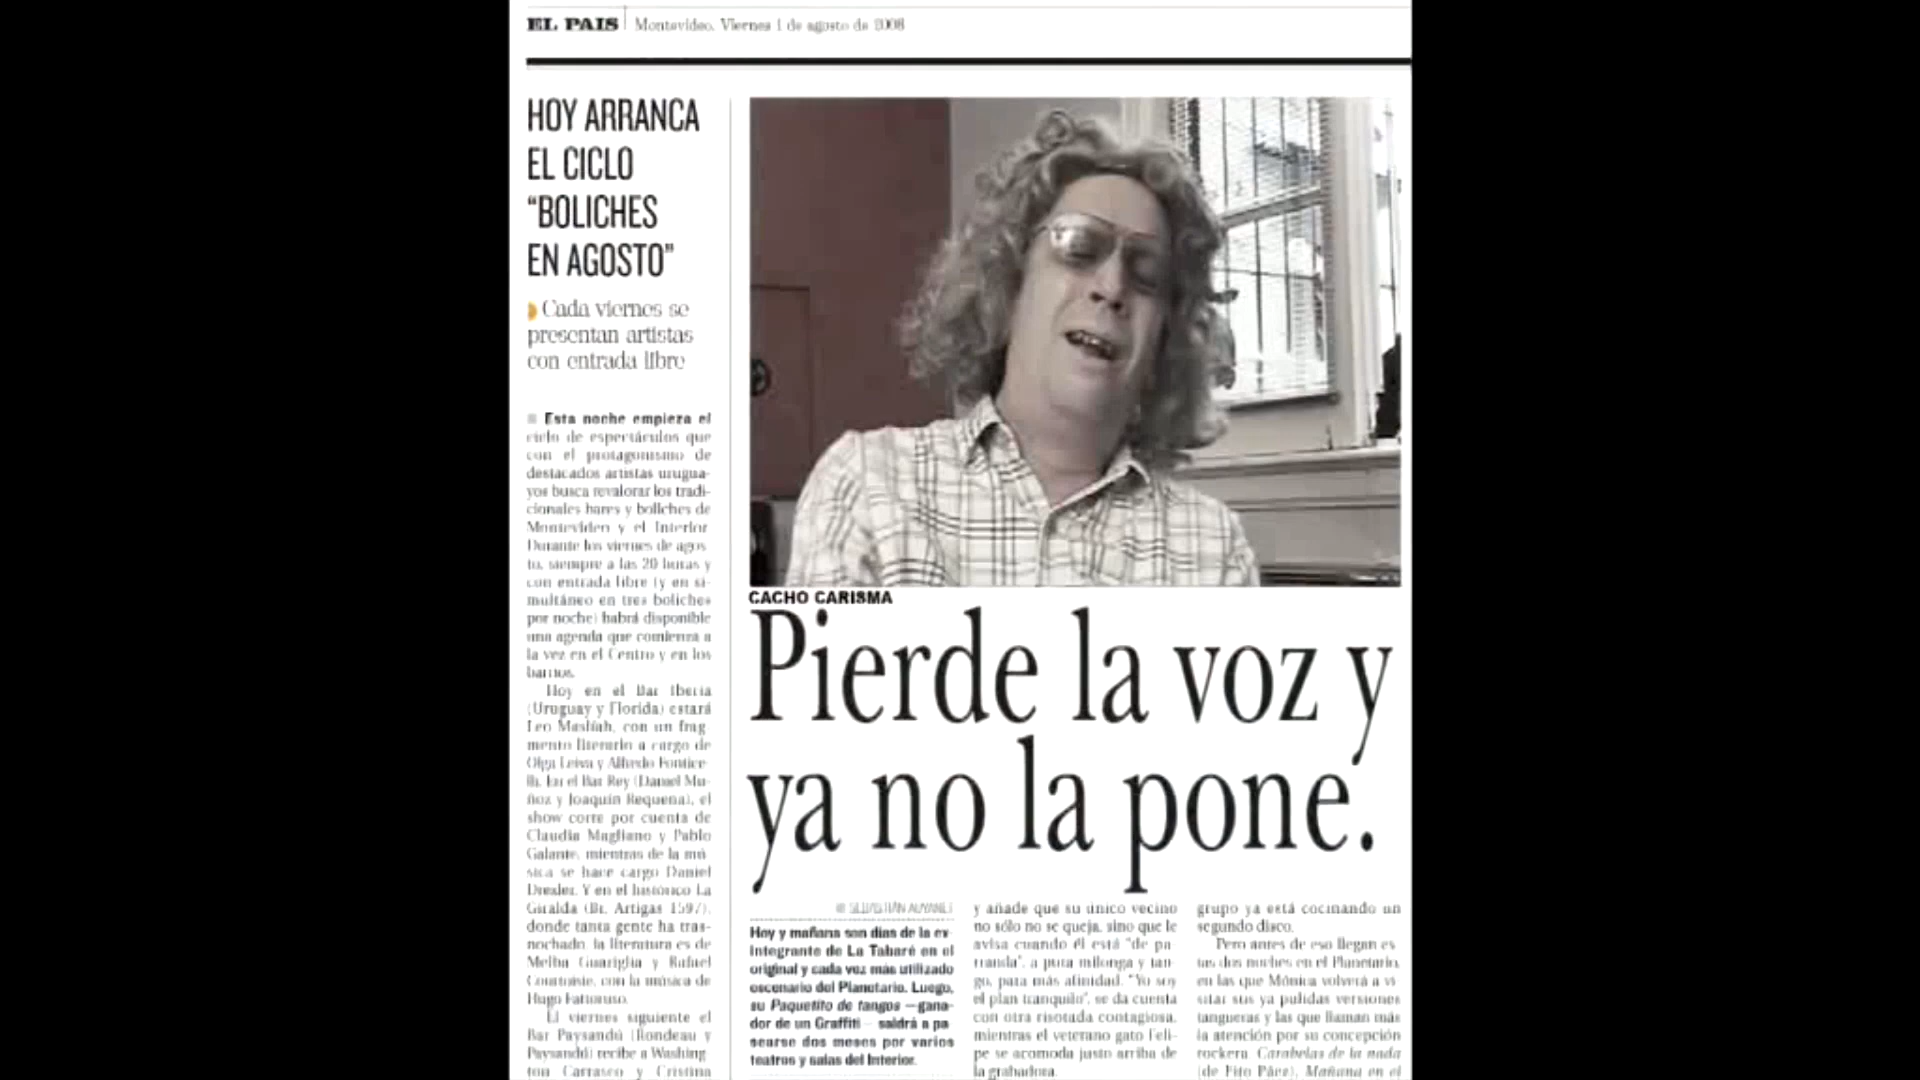 EL PAIS
Montevideo. Viernes 1 de agosto de 2008
HOY ARRANCA
EL CICLO
“BOLICHES
EN AGOSTO”
Cada viernes se
presentan artistas
con entrada libre
Esta noche empieza el
ciclo de espectáculos que
con el protagonismo de
destacados artistas urugua-
yos busca revalorar los tradi-
cionales bares y boliches de
Montevideo y el Interior.
Durante los viernes de agos-
to, siempre a las 20 horas y
con entrada libre (y en si-
multáneo en tres boliches
por noche) habrá disponible
una agenda que comienza a
la vez en el Centro y en los
barrios.
Hoy en el Bar Iberia
(Uruguay y Florida) estará
Leo Masliah, con un frag-
mento literario a cargo de
Olga Leiva y Alfredo Fontice-
lli. En el Bar Rey (Daniel Mu-
ñoz y Joaquín Requena), el
show corre por cuenta de
Claudia Magliano y Pablo
Galante, mientras de la mú-
sica se hace cargo Daniel
Drexler. Y en el histórico La
Giralda (Br. Artigas 1597),
donde tanta gente ha tras-
nochado, la literatura es de
Melba Guariglia y Rafael
Courtoisie, con la música de
Hugo Fattoruso.
El viernes siguiente el
Bar Paysandú (Rondeau y
Paysandú) recibe a Washing-
ton Carrasco y Cristina
CACHO CARISMA
Pierde la voz y
ya no la pone.
SEBASTIÁN AUYANET
Hoy y mañana son días de la ex
integrante de La Tabaré en el
original y cada vez más utilizado
escenario del Planetario. Luego,
su Paquetito de tangos —gana-
dor de un Graffiti— saldrá a pa-
searse dos meses por varios
teatros y salas del Interior.
y añade que su único vecino
no sólo no se queja, sino que le
avisa cuando él está "de pa-
rranda", a pura milonga y tan-
go, para más afinidad. "Yo soy
el plan tranquilo", se da cuenta
con otra risotada contagiosa,
mientras el veterano gato Feli-
pe se acomoda justo arriba de
la grabadora.
grupo ya está cocinando un
segundo disco.
Pero antes de eso llegan es-
tas dos noches en el Planetario,
en las que Mónica volverá a vi-
sitar sus ya pulidas versiones
tangueras y las que llaman más
la atención por su concepción
rockera. Carabelas de la nada
(de Fito Páez), Mañana en el